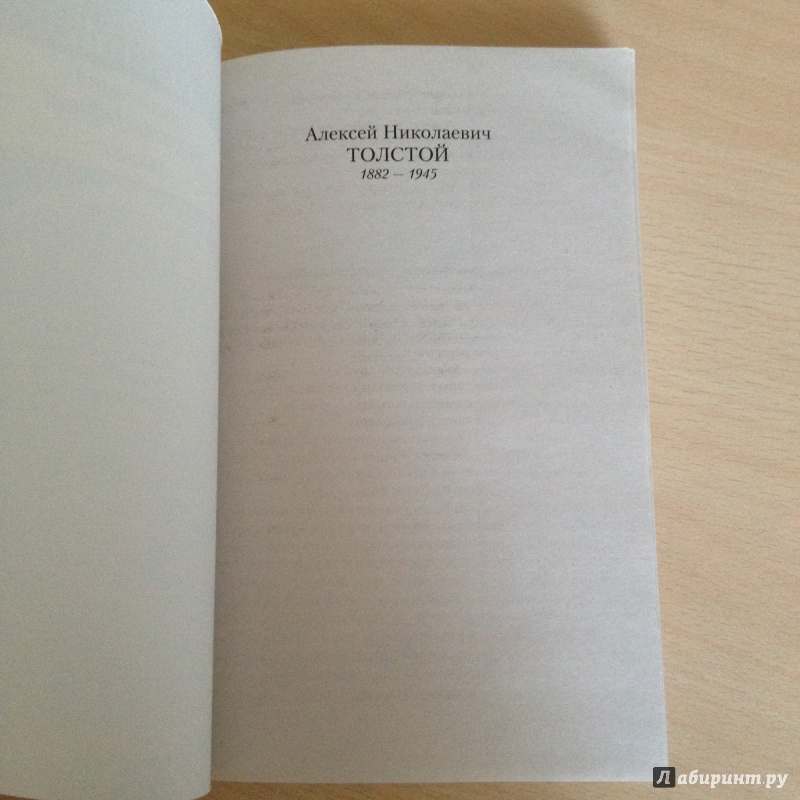 Алексей Николаевич
ТОЛСТОЙ
1882 — 1945
Лабиринт.ру